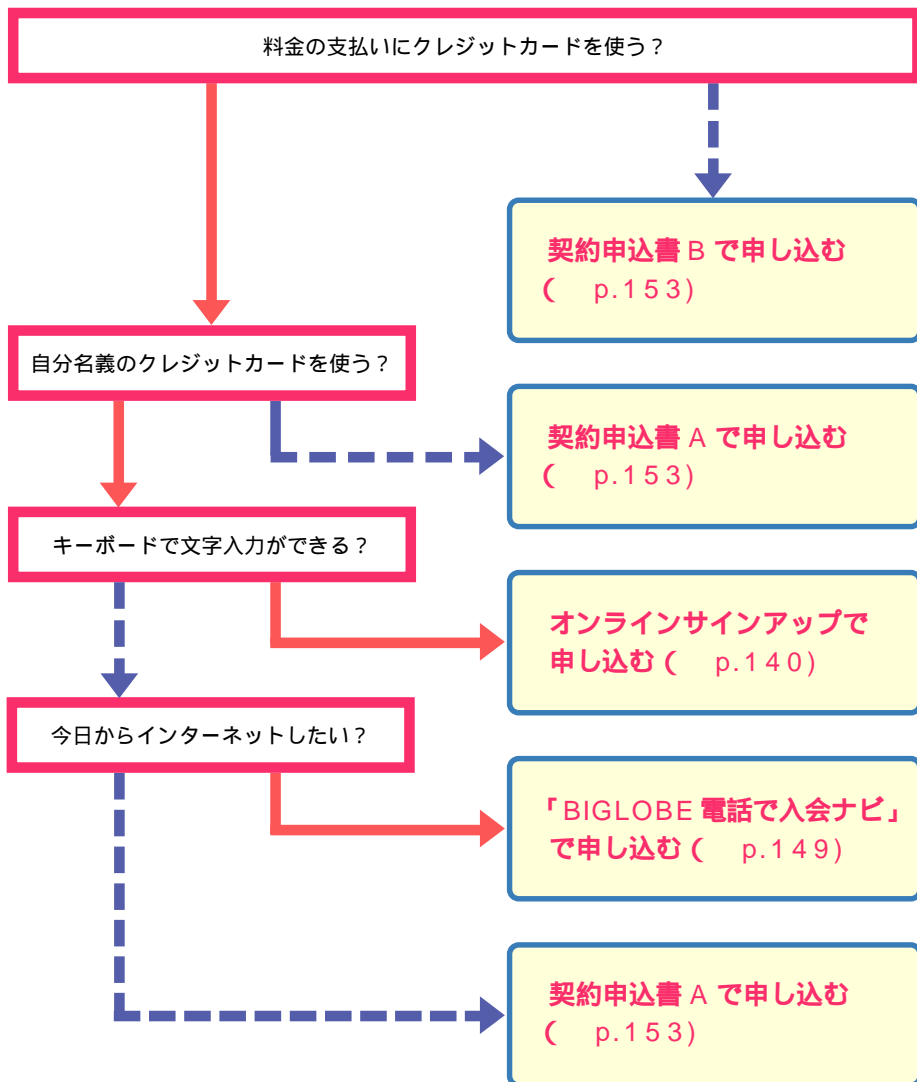 料金の支払いにクレジットカードを使う？
契約申込書 B で申し込む
( p.153)
自分名義のクレジットカードを使う？
契約申込書 A で申し込む
( p.153)
キーボードで文字入力ができる？
オンラインサインアップで
申し込む ( p.140)
今日からインターネットしたい？
「BIGLOBE 電話で入会ナビ」
で申し込む ( p.149)
契約申込書 A で申し込む
( p.153)